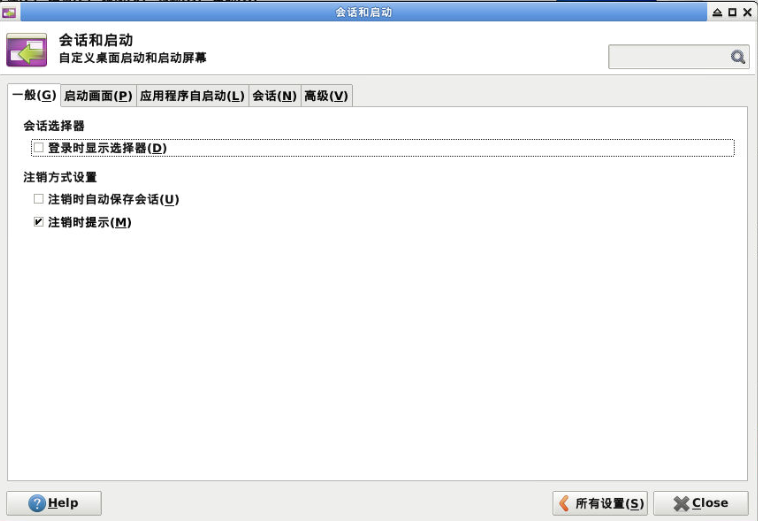 会话和启动
会话和启动
自定义桌面启动和启动屏幕
一般(G) 启动画面(P) 应用程序自启动(L) 会话(N) 高级(V)
会话选择器
登录时显示选择器(D)
注销方式设置
注销时自动保存会话(U)
注销时提示(M)
Help 所有设置(S) Close